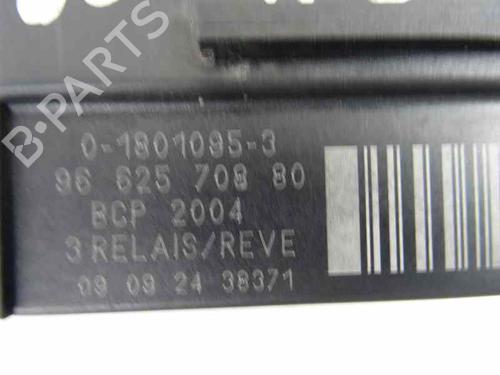 B-PARTS
0-1801095-3
96 625 708 80
BCP 2004
3 RELAIS/REVE
09 09 24 38371